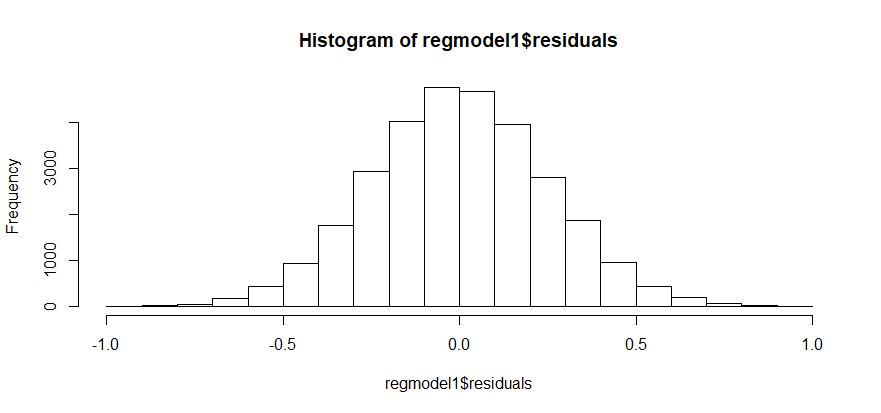 Histogram of regmodel1$residuals
Frequency
3000
1000
0
-1.0 -0.5 0.0 0.5 1.0
regmodel1$residuals